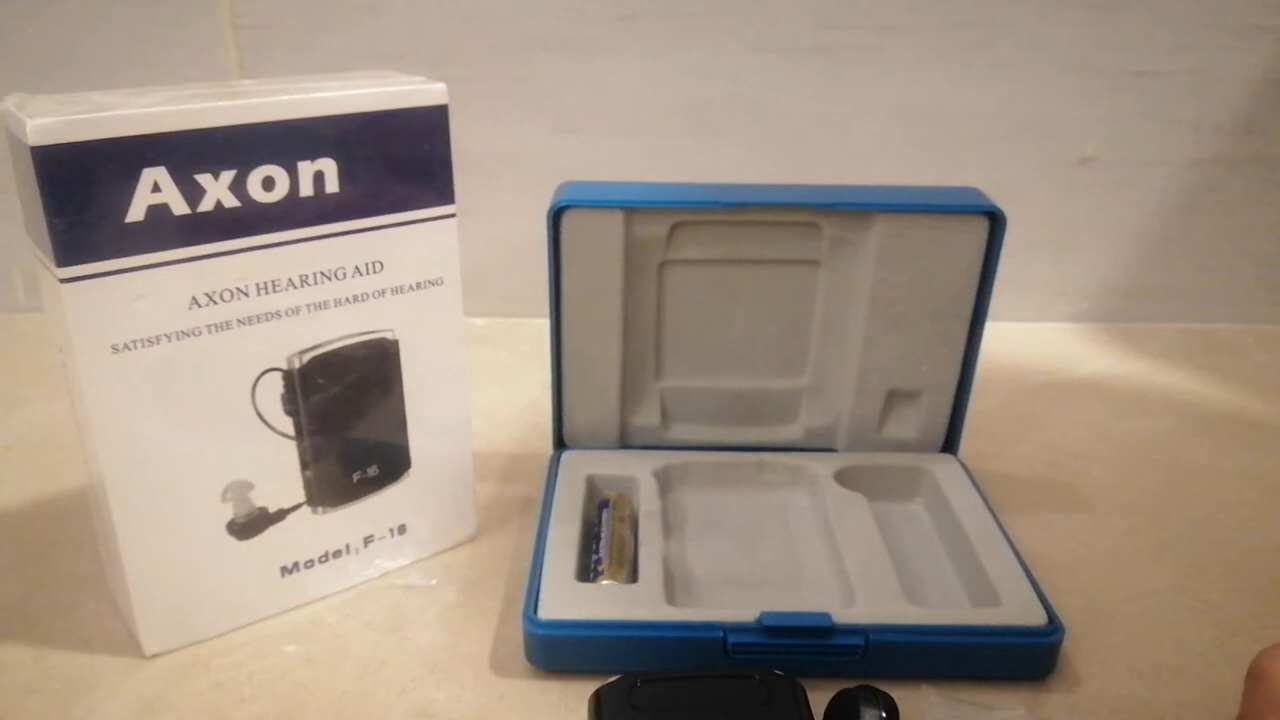 Axon
AXON HEARING AID
SATISFYING THE NEEDS OF THE HARD OF HEARING
F-16
Model: F-16